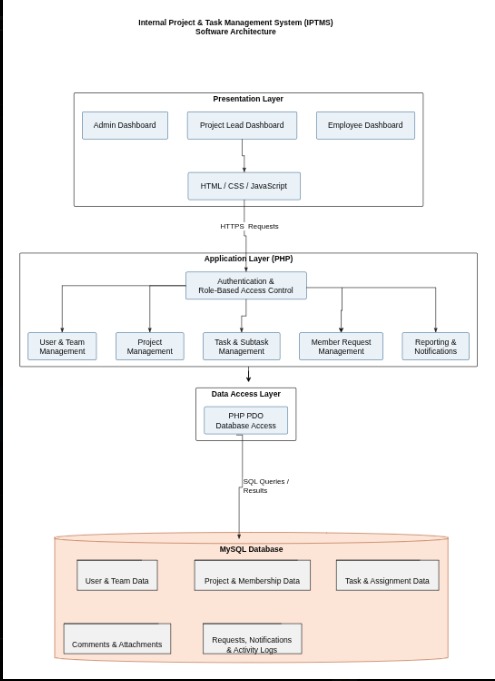 Internal Project & Task Management System (IPTMS)
Software Architecture
Presentation Layer
Admin Dashboard
Project Lead Dashboard
Employee Dashboard
HTML / CSS / JavaScript
HTTPS Requests
Application Layer (PHP)
Authentication &
Role-Based Access Control
User & Team
Management
Project
Management
Task & Subtask
Management
Member Request
Management
Reporting &
Notifications
Data Access Layer
PHP PDO
Database Access
SQL Queries /
Results
MySQL Database
User & Team Data
Project & Membership Data
Task & Assignment Data
Comments & Attachments
Requests, Notifications
& Activity Logs